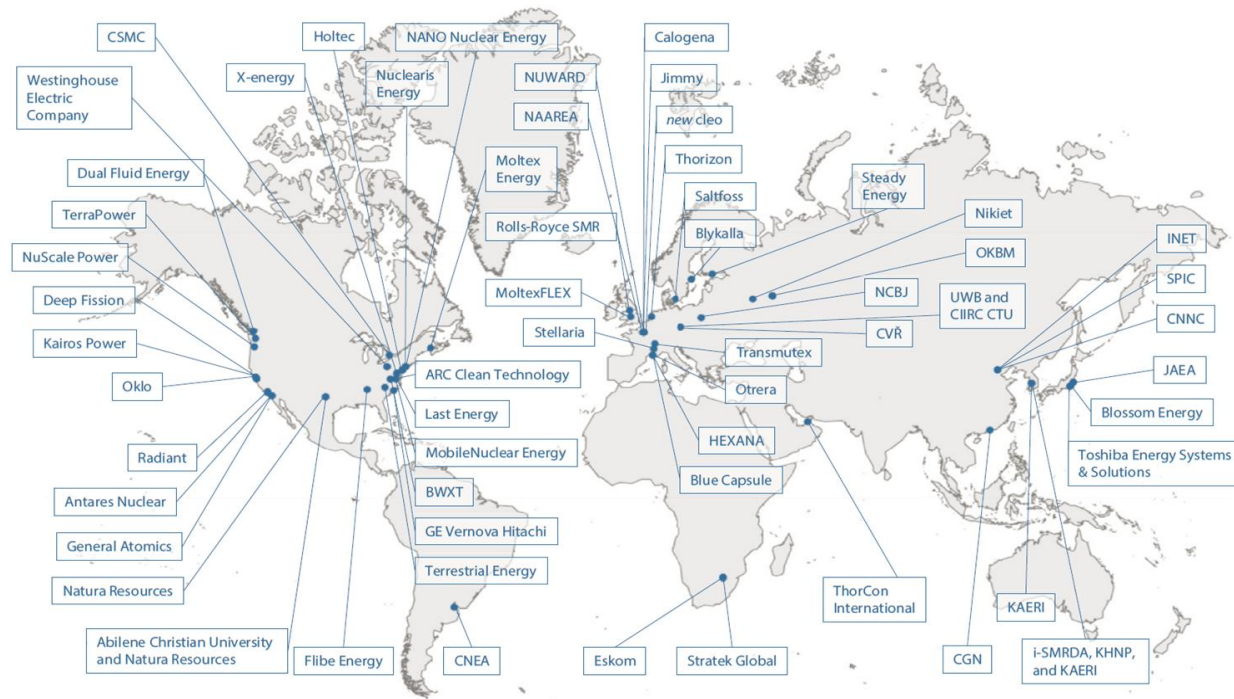 CSMC
Holtec
NANO Nuclear Energy
Calogena
Westinghouse
Electric
Company
X-energy
Nuclearis
Energy
NUWARD
Jimmy
NAAREA
new cleo
Dual Fluid Energy
Moltex
Energy
Thorizon
Steady
Energy
TerraPower
Rolls-Royce SMR
Saltfoss
Nikiet
INET
Blykalla
NuScale Power
OKBM
SPIC
Deep Fission
MoltexFLEX
NCBJ
UWB and
CIIRC CTU
CNNC
Kairos Power
Stellaria
CVŘ
Transmutex
JAEA
Oklo
ARC Clean Technology
Otrera
Blossom Energy
Last Energy
HEXANA
Radiant
MobileNuclear Energy
Toshiba Energy Systems
& Solutions
Blue Capsule
Antares Nuclear
BWXT
General Atomics
GE Vernova Hitachi
Natura Resources
Terrestrial Energy
ThorCon
International
KAERI
Abilene Christian University
and Natura Resources
Flibe Energy
CNEA
Eskom
Stratek Global
CGN
i-SMRDA, KHNP,
and KAERI